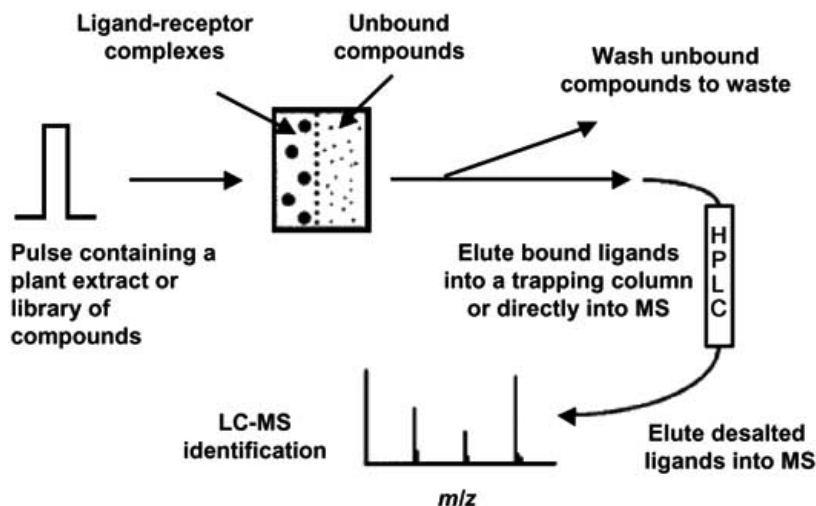 Ligand-receptor
complexes
Unbound
compounds
Wash unbound
compounds to waste
Pulse containing a
plant extract or
library of
compounds
Elute bound ligands
into a trapping column
or directly into MS
HPLC
LC-MS
identification
Elute desalted
ligands into MS
m/z